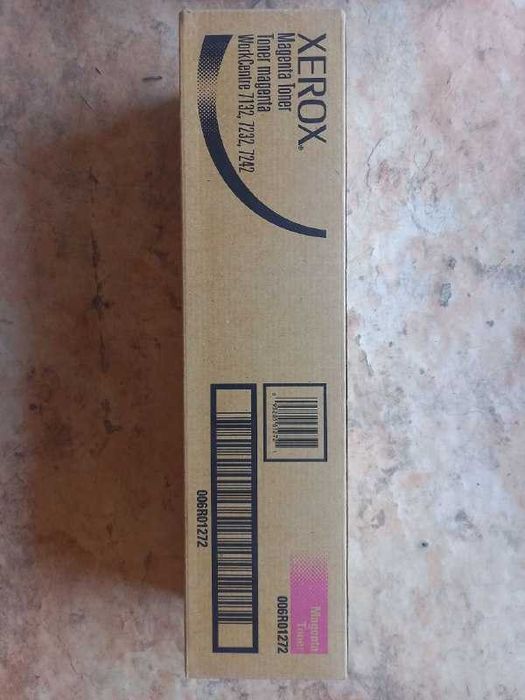 XEROX®
Magenta Toner
Toner magenta
WorkCentre 7132, 7232, 7242
006R01272
Magenta
Toner
006R01272